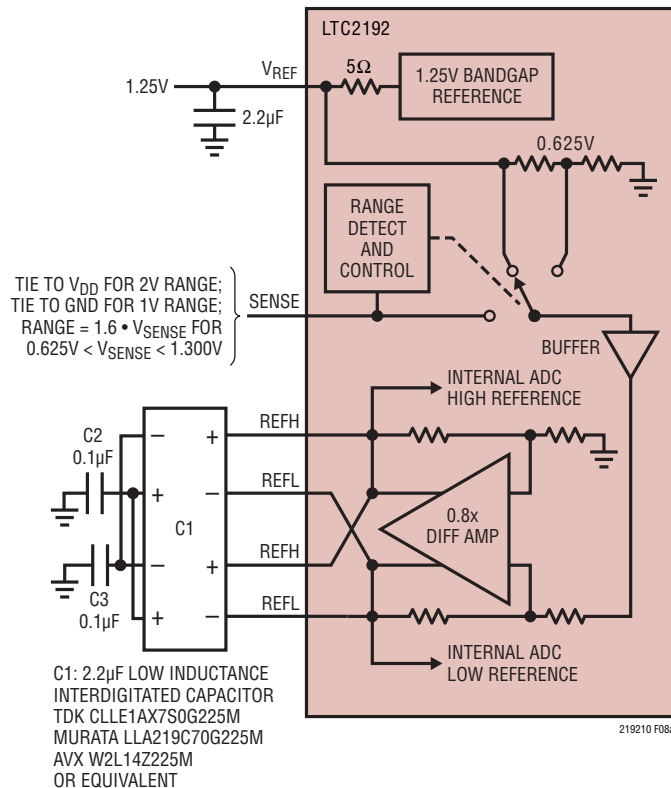 LTC2192
VREF
5Ω
1.25V
1.25V BANDGAP
REFERENCE
2.2µF
0.625V
RANGE
DETECT
AND
CONTROL
TIE TO VDD FOR 2V RANGE;
TIE TO GND FOR 1V RANGE;
RANGE = 1.6 • VSENSE FOR
0.625V < VSENSE < 1.300V
SENSE
BUFFER
INTERNAL ADC
HIGH REFERENCE
C2
0.1µF
–
+
REFH
+
–
REFL
C1
0.8x
DIFF AMP
–
+
REFH
C3
0.1µF
+
–
REFL
INTERNAL ADC
LOW REFERENCE
C1: 2.2µF LOW INDUCTANCE
INTERDIGITATED CAPACITOR
TDK CLLE1AX7S0G225M
MURATA LLA219C70G225M
AVX W2L14Z225M
OR EQUIVALENT
219210 F08a